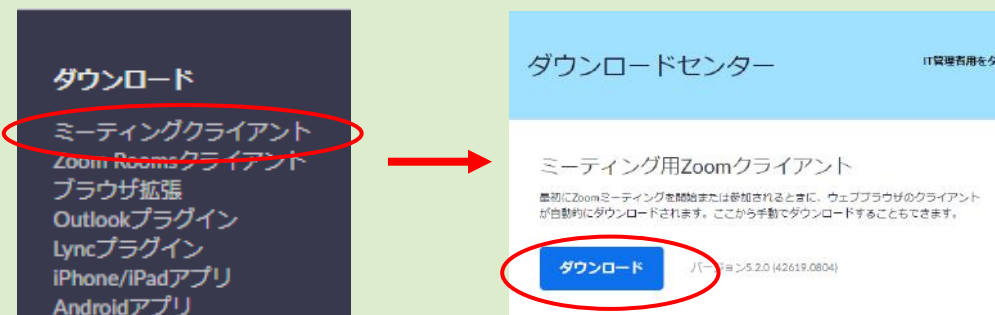 ダウンロード
ミーティングクライアント
Zoom Roomsクライアント
ブラウザ拡張
Outlookプラグイン
Lyncプラグイン
iPhone/iPadアプリ
Androidアプリ
ダウンロードセンター
IT管理者用をダ
ミーティング用Zoomクライアント
最初にZoomミーティングを開始または参加されるときに、ウェブブラウザのクライアント
が自動的にダウンロードされます。ここから手動でダウンロードすることもできます。
ダウンロード
バージョン5.2.0 (42619.0804)